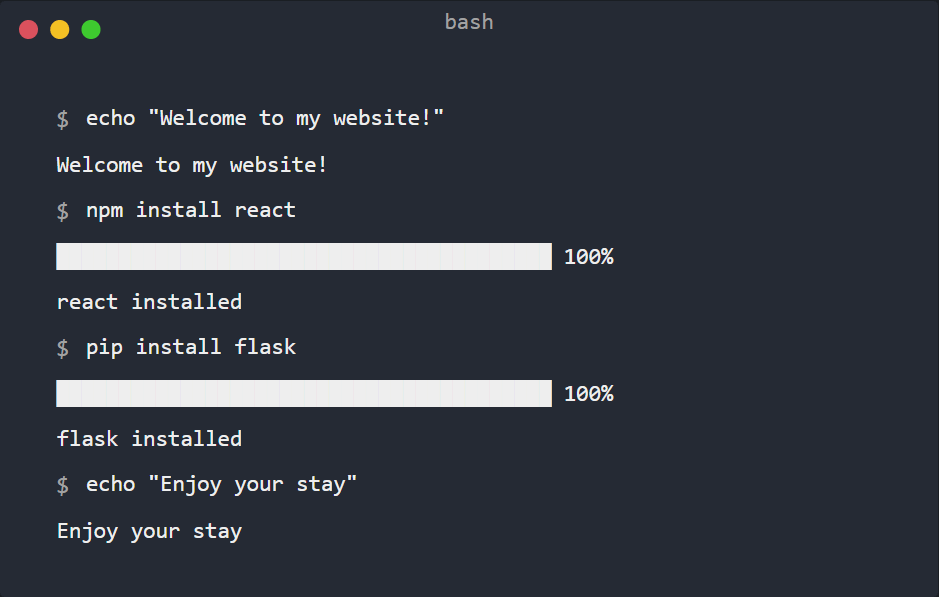 bash
$ echo "Welcome to my website!"
Welcome to my website!
$ npm install react
100%
react installed
$ pip install flask
100%
flask installed
$ echo "Enjoy your stay"
Enjoy your stay